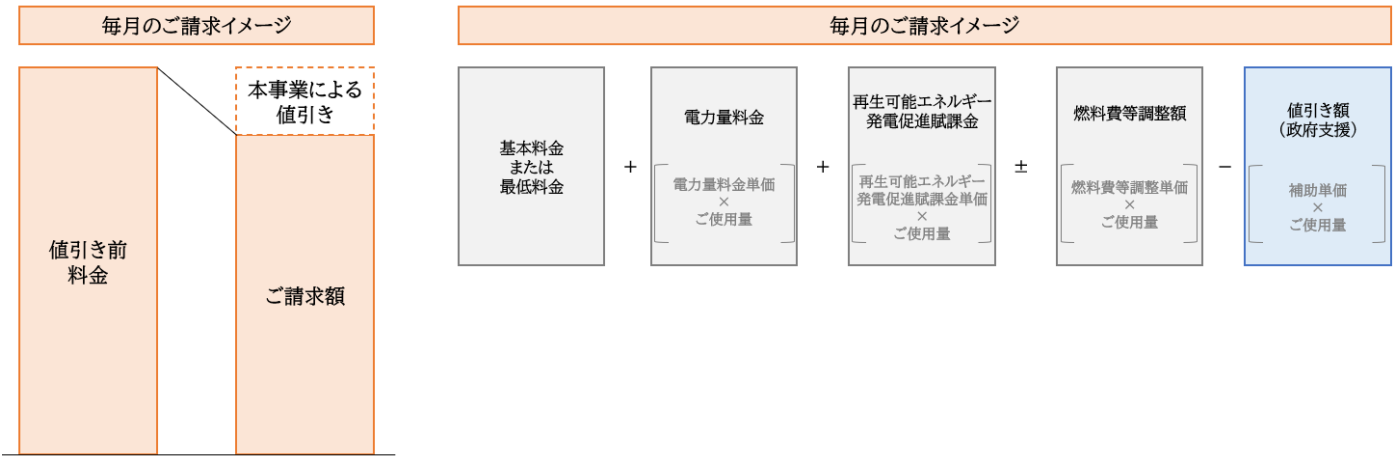 毎月のご請求イメージ
値引き前
料金
本事業による
値引き
ご請求額
毎月のご請求イメージ
基本料金
または
最低料金
+
電力量料金
電力量料金単価
×
ご使用量
+
再生可能エネルギー
発電促進賦課金
再生可能エネルギー
発電促進賦課金単価
×
ご使用量
±
燃料費等調整額
燃料費等調整単価
×
ご使用量
−
値引き額
（政府支援）
補助単価
×
ご使用量